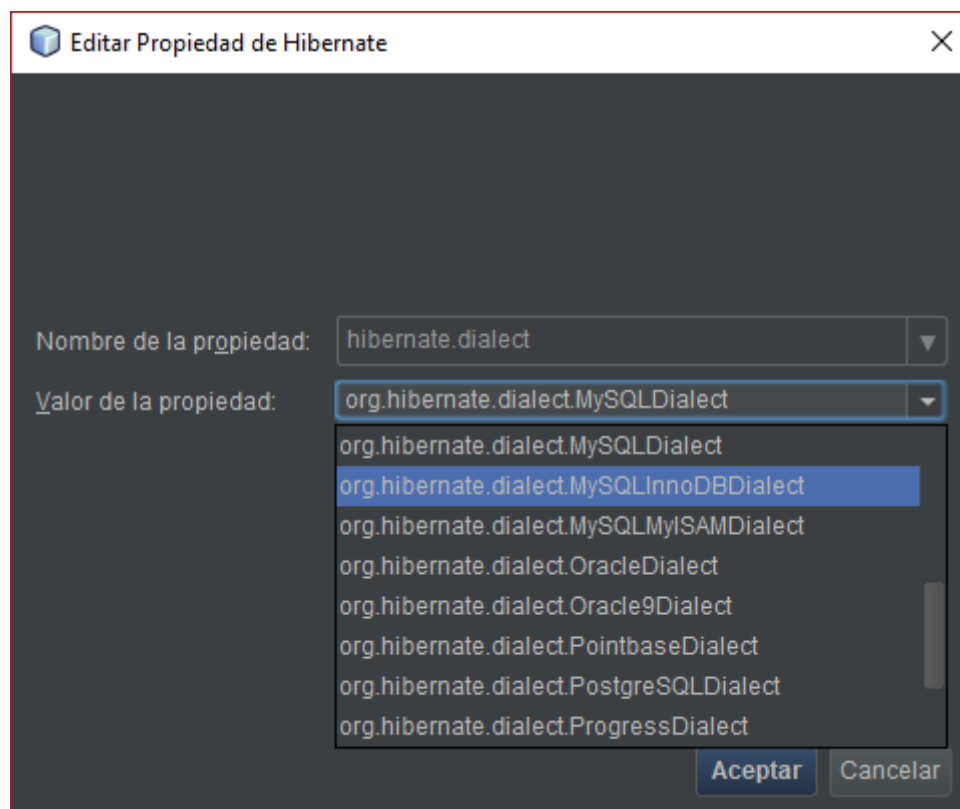 Editar Propiedad de Hibernate
Nombre de la propiedad: hibernate.dialect
Valor de la propiedad: org.hibernate.dialect.MySQLDialect
org.hibernate.dialect.MySQLDialect
org.hibernate.dialect.MySQLInnoDBDialect
org.hibernate.dialect.MySQLMyISAMDialect
org.hibernate.dialect.OracleDialect
org.hibernate.dialect.Oracle9Dialect
org.hibernate.dialect.PointbaseDialect
org.hibernate.dialect.PostgreSQLDialect
org.hibernate.dialect.ProgressDialect
Aceptar Cancelar